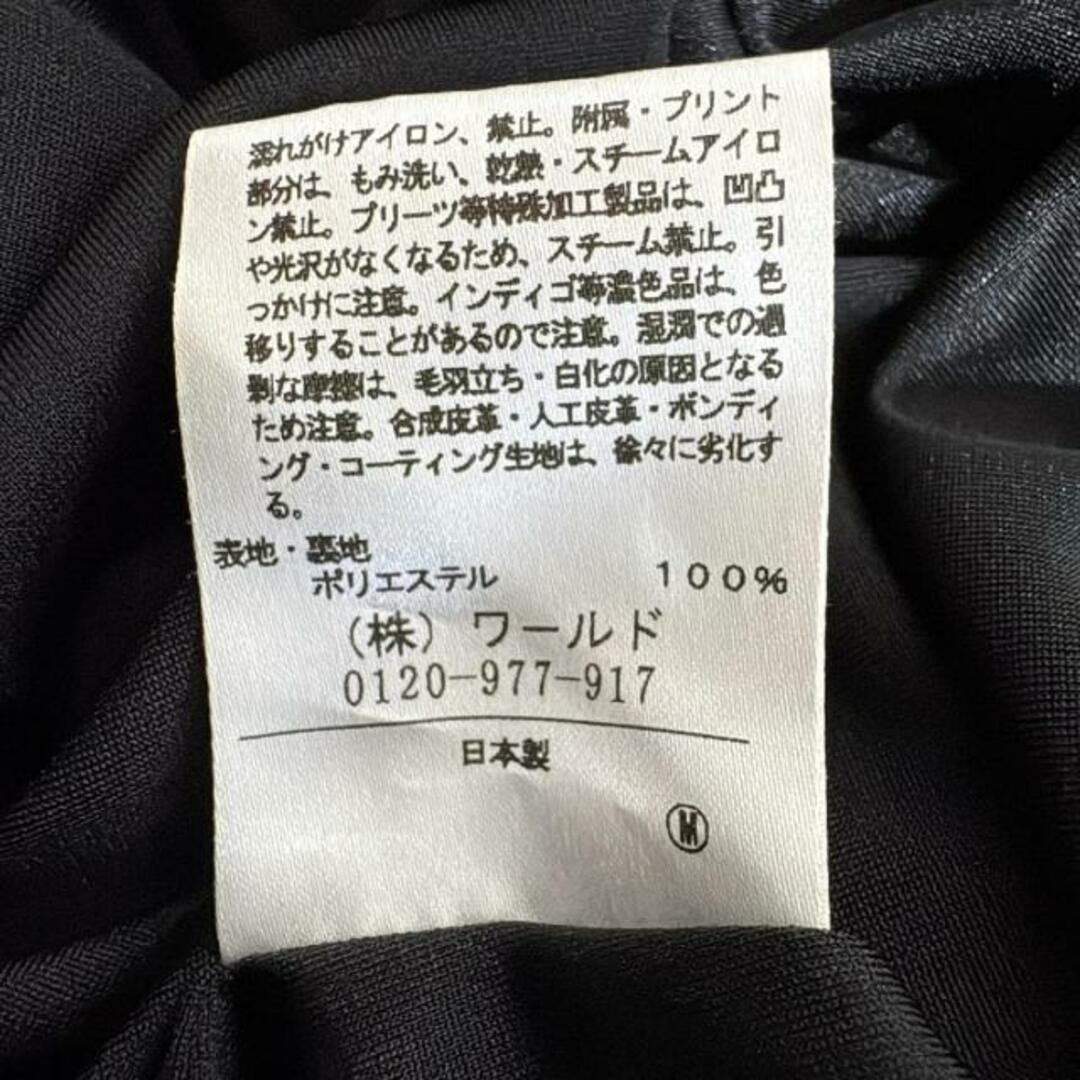 濡れがけアイロン、禁止。附属・プリント
部分は、もみ洗い、乾熱・スチームアイロ
ン禁止。プリーツ等特殊加工製品は、凹凸
や光沢がなくなるため、スチーム禁止。引
っかけに注意。インディゴ等濃色品は、色
移りすることがあるので注意。湿潤での過
剰な摩擦は、毛羽立ち・白化の原因となる
ため注意。合成皮革・人工皮革・ボンディ
ング・コーティング生地は、徐々に劣化す
る。
表地・裏地
ポリエステル 100%
(株)ワールド
0120-977-917
日本製
Ⓜ